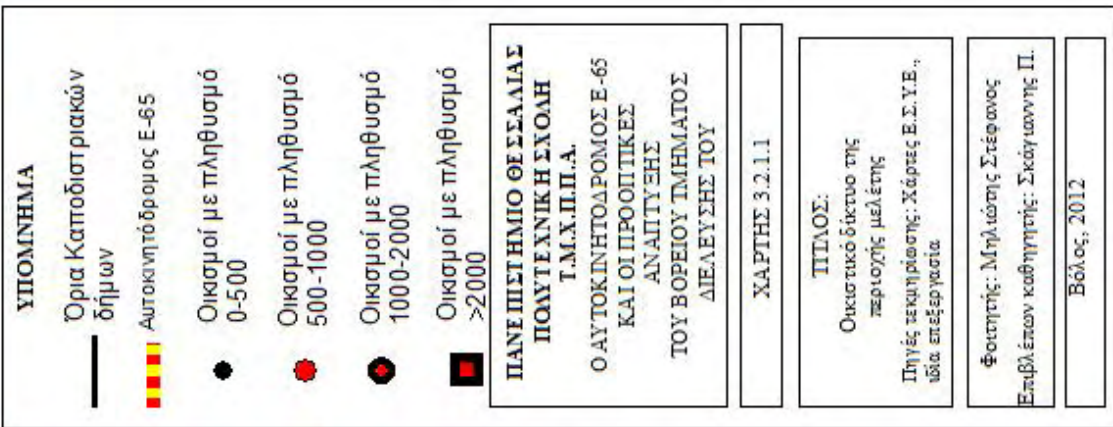 ΥΠΟΜΝΗΜΑ
Όρια Καποδιστριακών
δήμων
Αυτοκινητόδρομος Ε-65
Οικισμοί με πληθυσμό
0-500
Οικισμοί με πληθυσμό
500-1000
Οικισμοί με πληθυσμό
1000-2000
Οικισμοί με πληθυσμό
>2000
ΠΑΝΕΠΙΣΤΗΜΙΟ ΘΕΣΣΑΛΙΑΣ
ΠΟΛΥΤΕΧΝΙΚΗ ΣΧΟΛΗ
Τ.Μ.Χ.Π.Π.Α.
Ο ΑΥΤΟΚΙΝΗΤΟΔΡΟΜΟΣ Ε-65
ΚΑΙ ΟΙ ΠΡΟΟΠΤΙΚΕΣ
ΑΝΑΠΤΥΞΗΣ
ΤΟΥ ΒΟΡΕΙΟΥ ΤΜΗΜΑΤΟΣ
ΔΙΕΛΕΥΣΗΣ ΤΟΥ
ΧΑΡΤΗΣ 3.2.1.1
ΤΙΤΛΟΣ:
Οικιστικό δίκτυο της
περιοχής μελέτης
Πηγές τεκμηρίωσης: Χάρτες Ε.Σ.Υ.Ε.,
ιδία επεξεργασία
Φοιτητής: Μηλιώτης Στέφανος
Επιβλέπων καθηγητής: Σκάγιαννης Π.
Βόλος, 2012